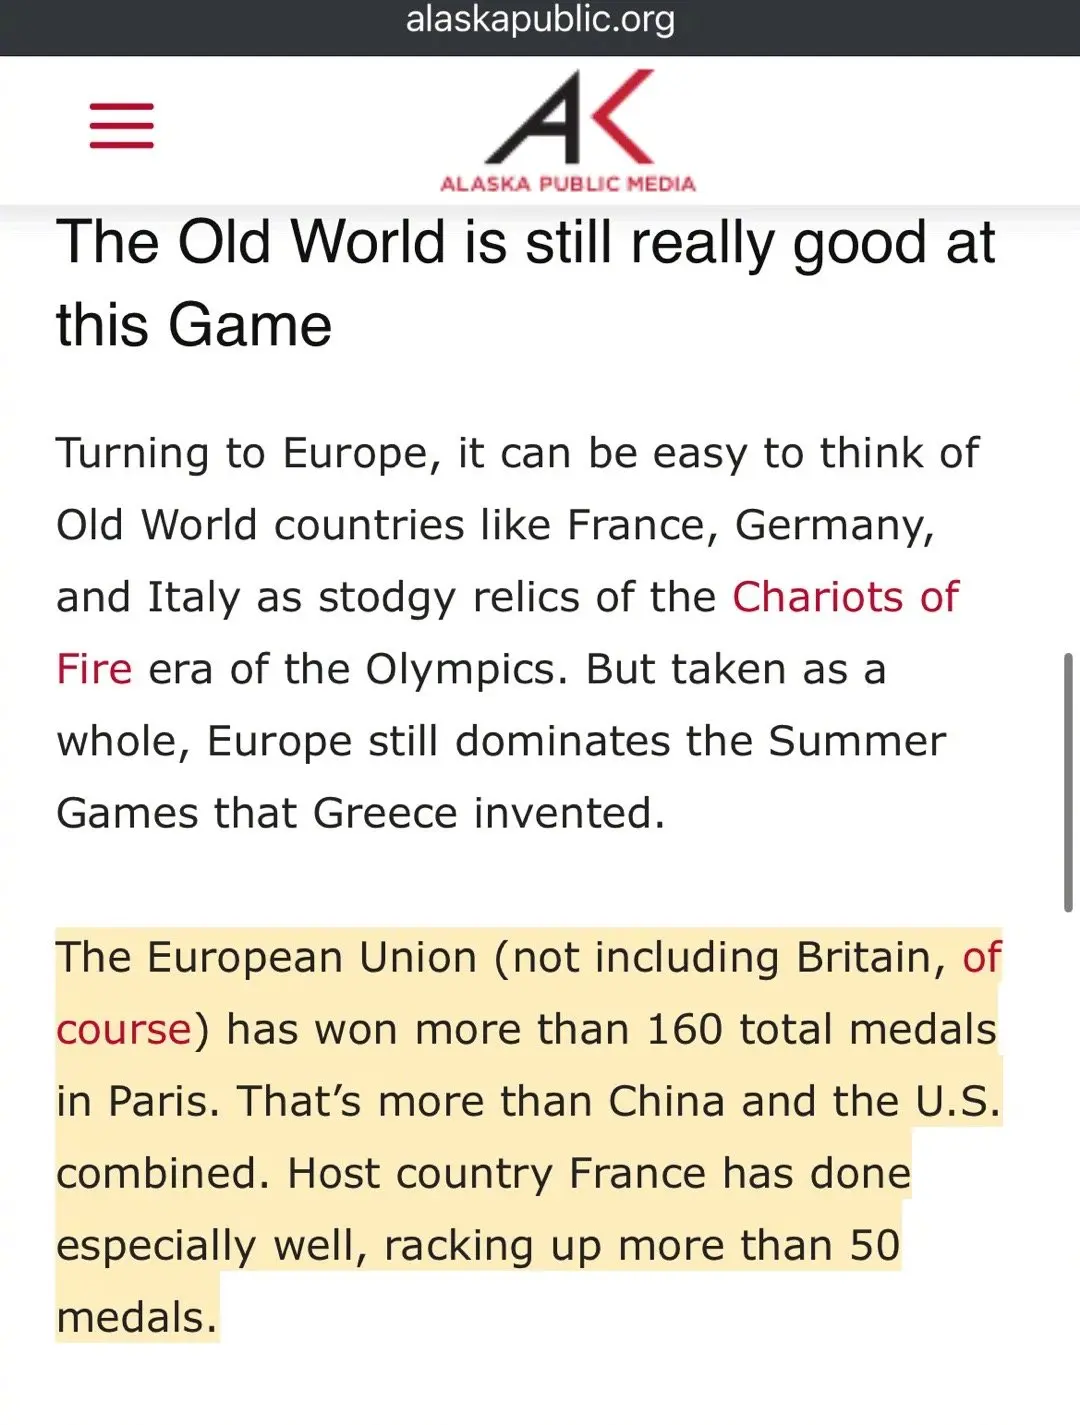 alaskapublic.org
AK
ALASKA PUBLIC MEDIA
The Old World is still really good at
this Game
Turning to Europe, it can be easy to think of
Old World countries like France, Germany,
and Italy as stodgy relics of the Chariots of
Fire era of the Olympics. But taken as a
whole, Europe still dominates the Summer
Games that Greece invented.
The European Union (not including Britain, of
course) has won more than 160 total medals
in Paris. That’s more than China and the U.S.
combined. Host country France has done
especially well, racking up more than 50
medals.